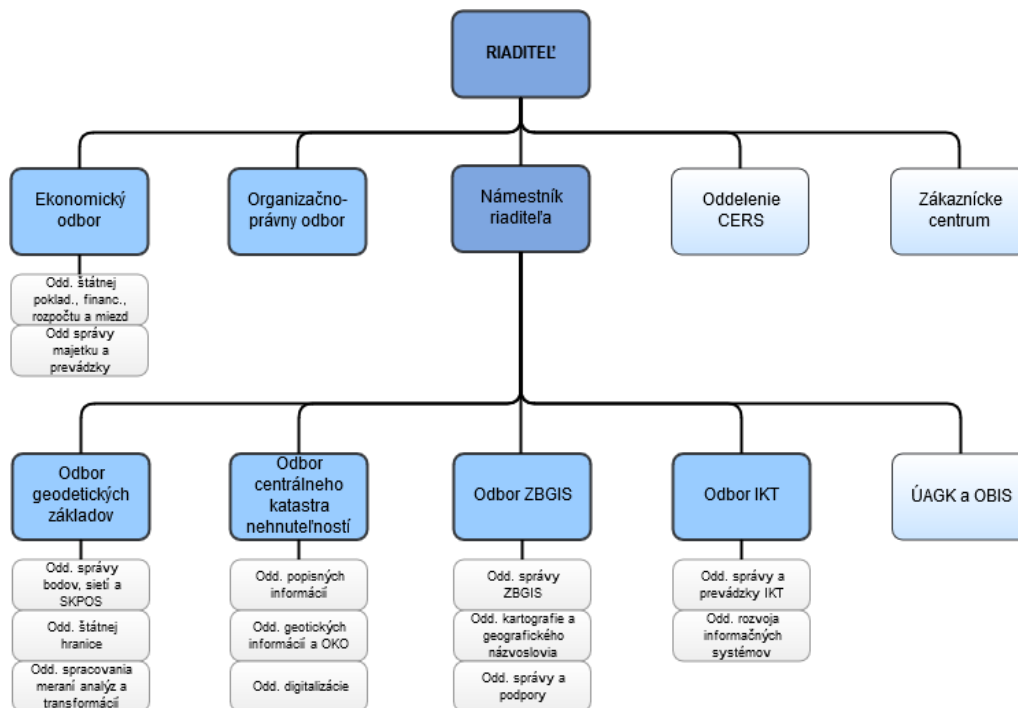 RIADITEĽ
Ekonomický
odbor
Organizačno-
právny odbor
Námestník
riaditeľa
Oddelenie
CERS
Zákaznícke
centrum
Odd. štátnej
poklad., financ.,
rozpočtu a miezd
Odd správy
majetku a
prevádzky
Odbor
geodetických
základov
Odbor
centrálneho
katastra
nehnuteľností
Odbor ZBGIS
Odbor IKT
ÚAGK a OBIS
Odd. správy
bodov, sietí a
SKPOS
Odd. štátnej
hranice
Odd. spracovania
meraní analýz a
transformácií
Odd. popisných
informácií
Odd. geotických
informácií a OKO
Odd. digitalizácie
Odd. správy
ZBGIS
Odd. kartografie a
geografického
názvoslovia
Odd. správy a
podpory
Odd. správy a
prevádzky IKT
Odd. rozvoja
informačných
systémov